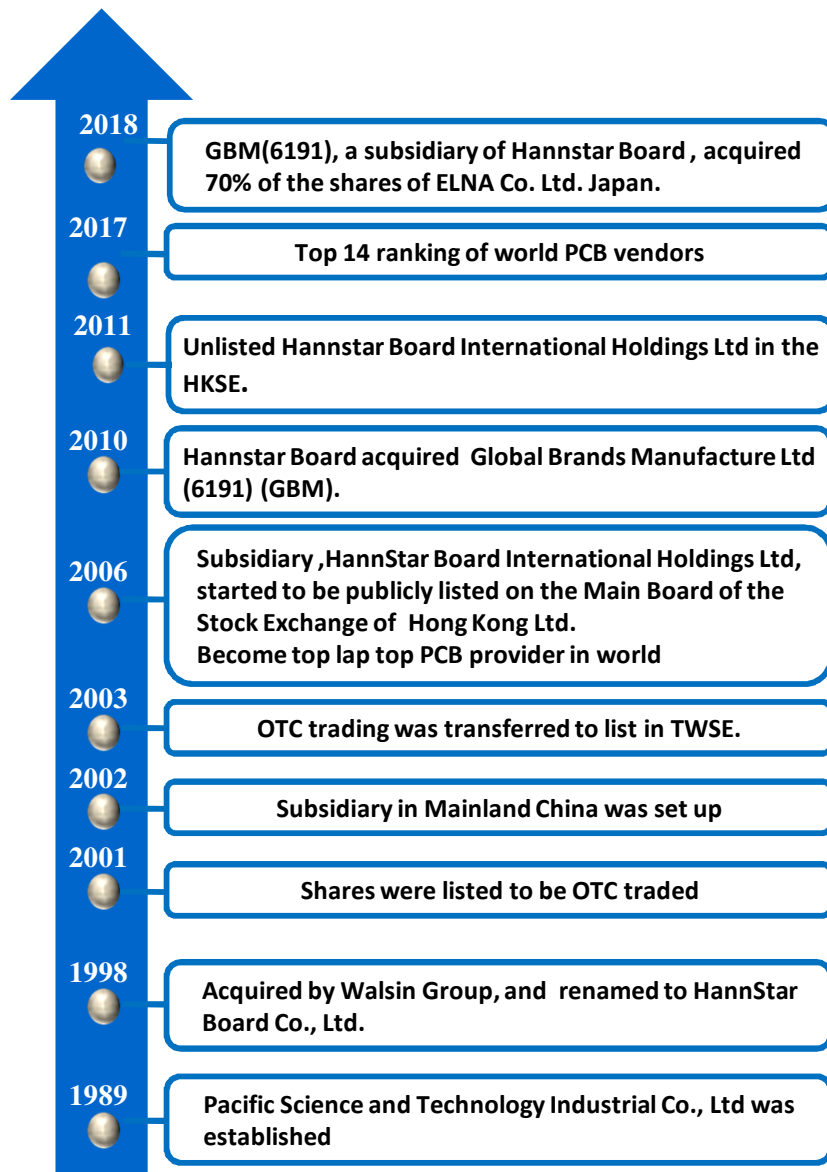 2018
GBM(6191), a subsidiary of Hannstar Board , acquired
70% of the shares of ELNA Co. Ltd. Japan.
2017
Top 14 ranking of world PCB vendors
2011
Unlisted Hannstar Board International Holdings Ltd in the
HKSE.
2010
Hannstar Board acquired Global Brands Manufacture Ltd
(6191) (GBM).
2006
Subsidiary ,HannStar Board International Holdings Ltd,
started to be publicly listed on the Main Board of the
Stock Exchange of Hong Kong Ltd.
Become top lap top PCB provider in world
2003
OTC trading was transferred to list in TWSE.
2002
Subsidiary in Mainland China was set up
2001
Shares were listed to be OTC traded
1998
Acquired by Walsin Group, and renamed to HannStar
Board Co., Ltd.
1989
Pacific Science and Technology Industrial Co., Ltd was
established